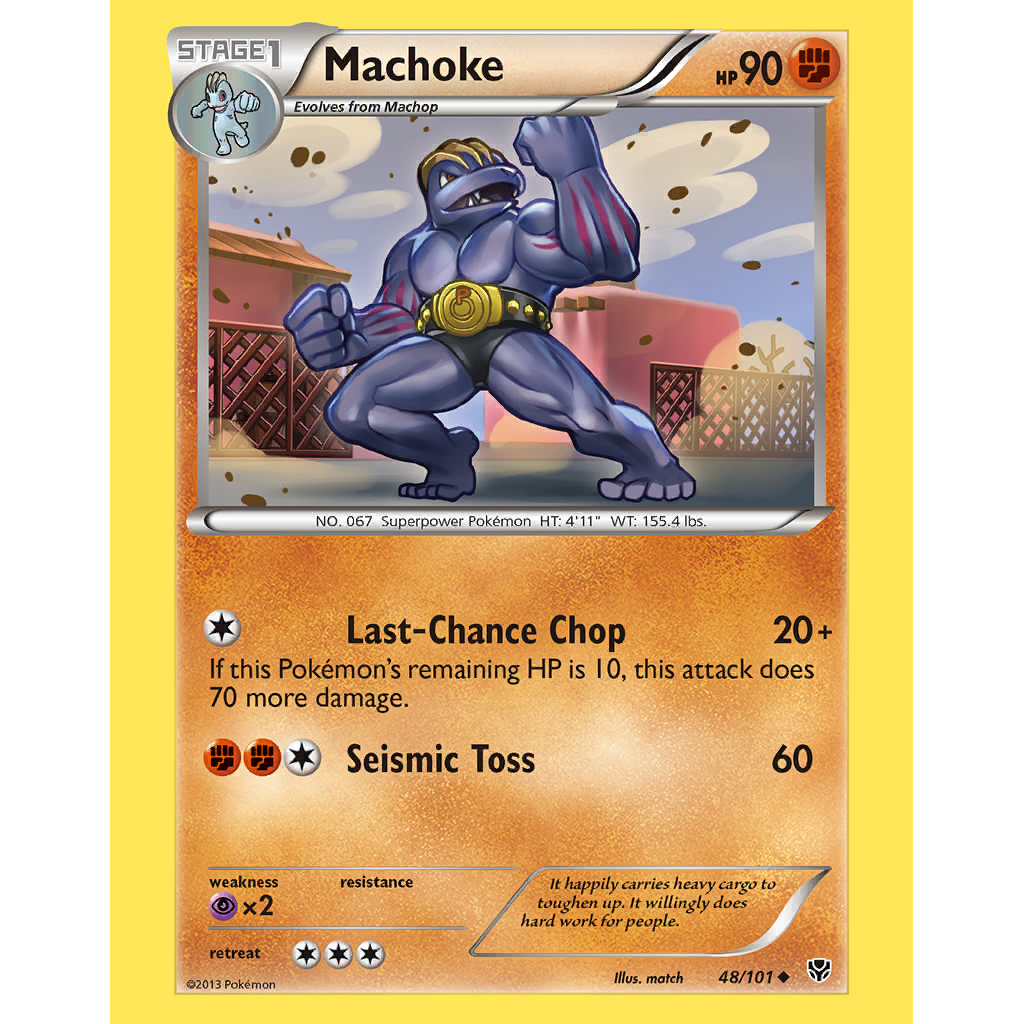 STAGE1
Machoke
HP 90
Evolves from Machop
P
NO. 067 Superpower Pokémon HT: 4'11" WT: 155.4 lbs.
Last-Chance Chop 20+
If this Pokémon's remaining HP is 10, this attack does
70 more damage.
Seismic Toss 60
weakness resistance
×2
It happily carries heavy cargo to
toughen up. It willingly does
hard work for people.
retreat
Illus. match 48/101
©2013 Pokémon